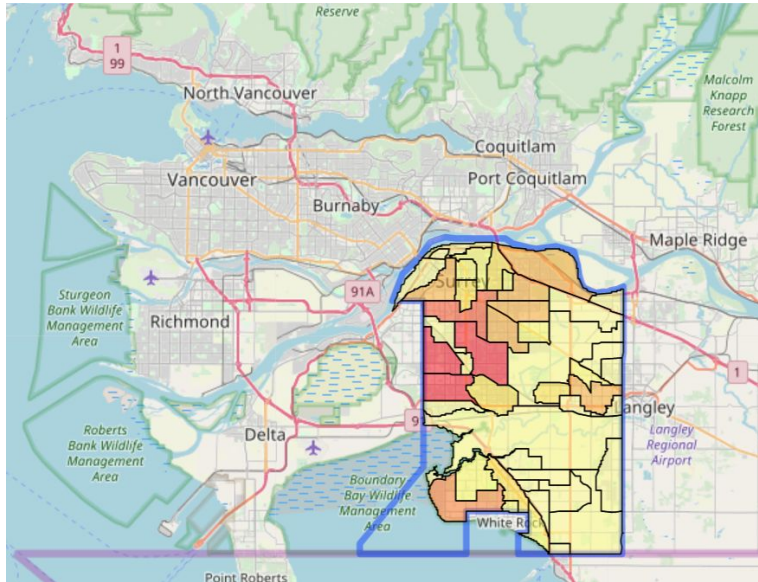 Reserve
1
99
North Vancouver
Malcolm
Knapp
Research
Forest
Coquitlam
Vancouver
Port Coquitlam
Burnaby
Maple Ridge
Surrey
91A
Sturgeon
Bank Wildlife
Management
Area
Richmond
1
Langley
9
Roberts
Bank Wildlife
Management
Area
Delta
Langley
Regional
Airport
Boundary
Bay Wildlife
Management
Area
White Rock
Point Roberts